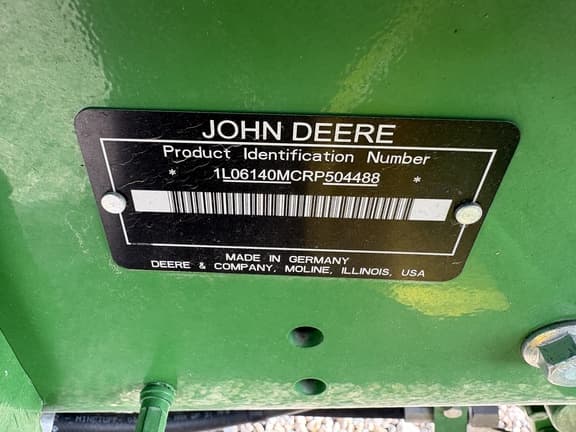 JOHN DEERE
Product Identification Number
* 1L06140MCRP504488 *
MADE IN GERMANY
DEERE & COMPANY, MOLINE, ILLINOIS, USA